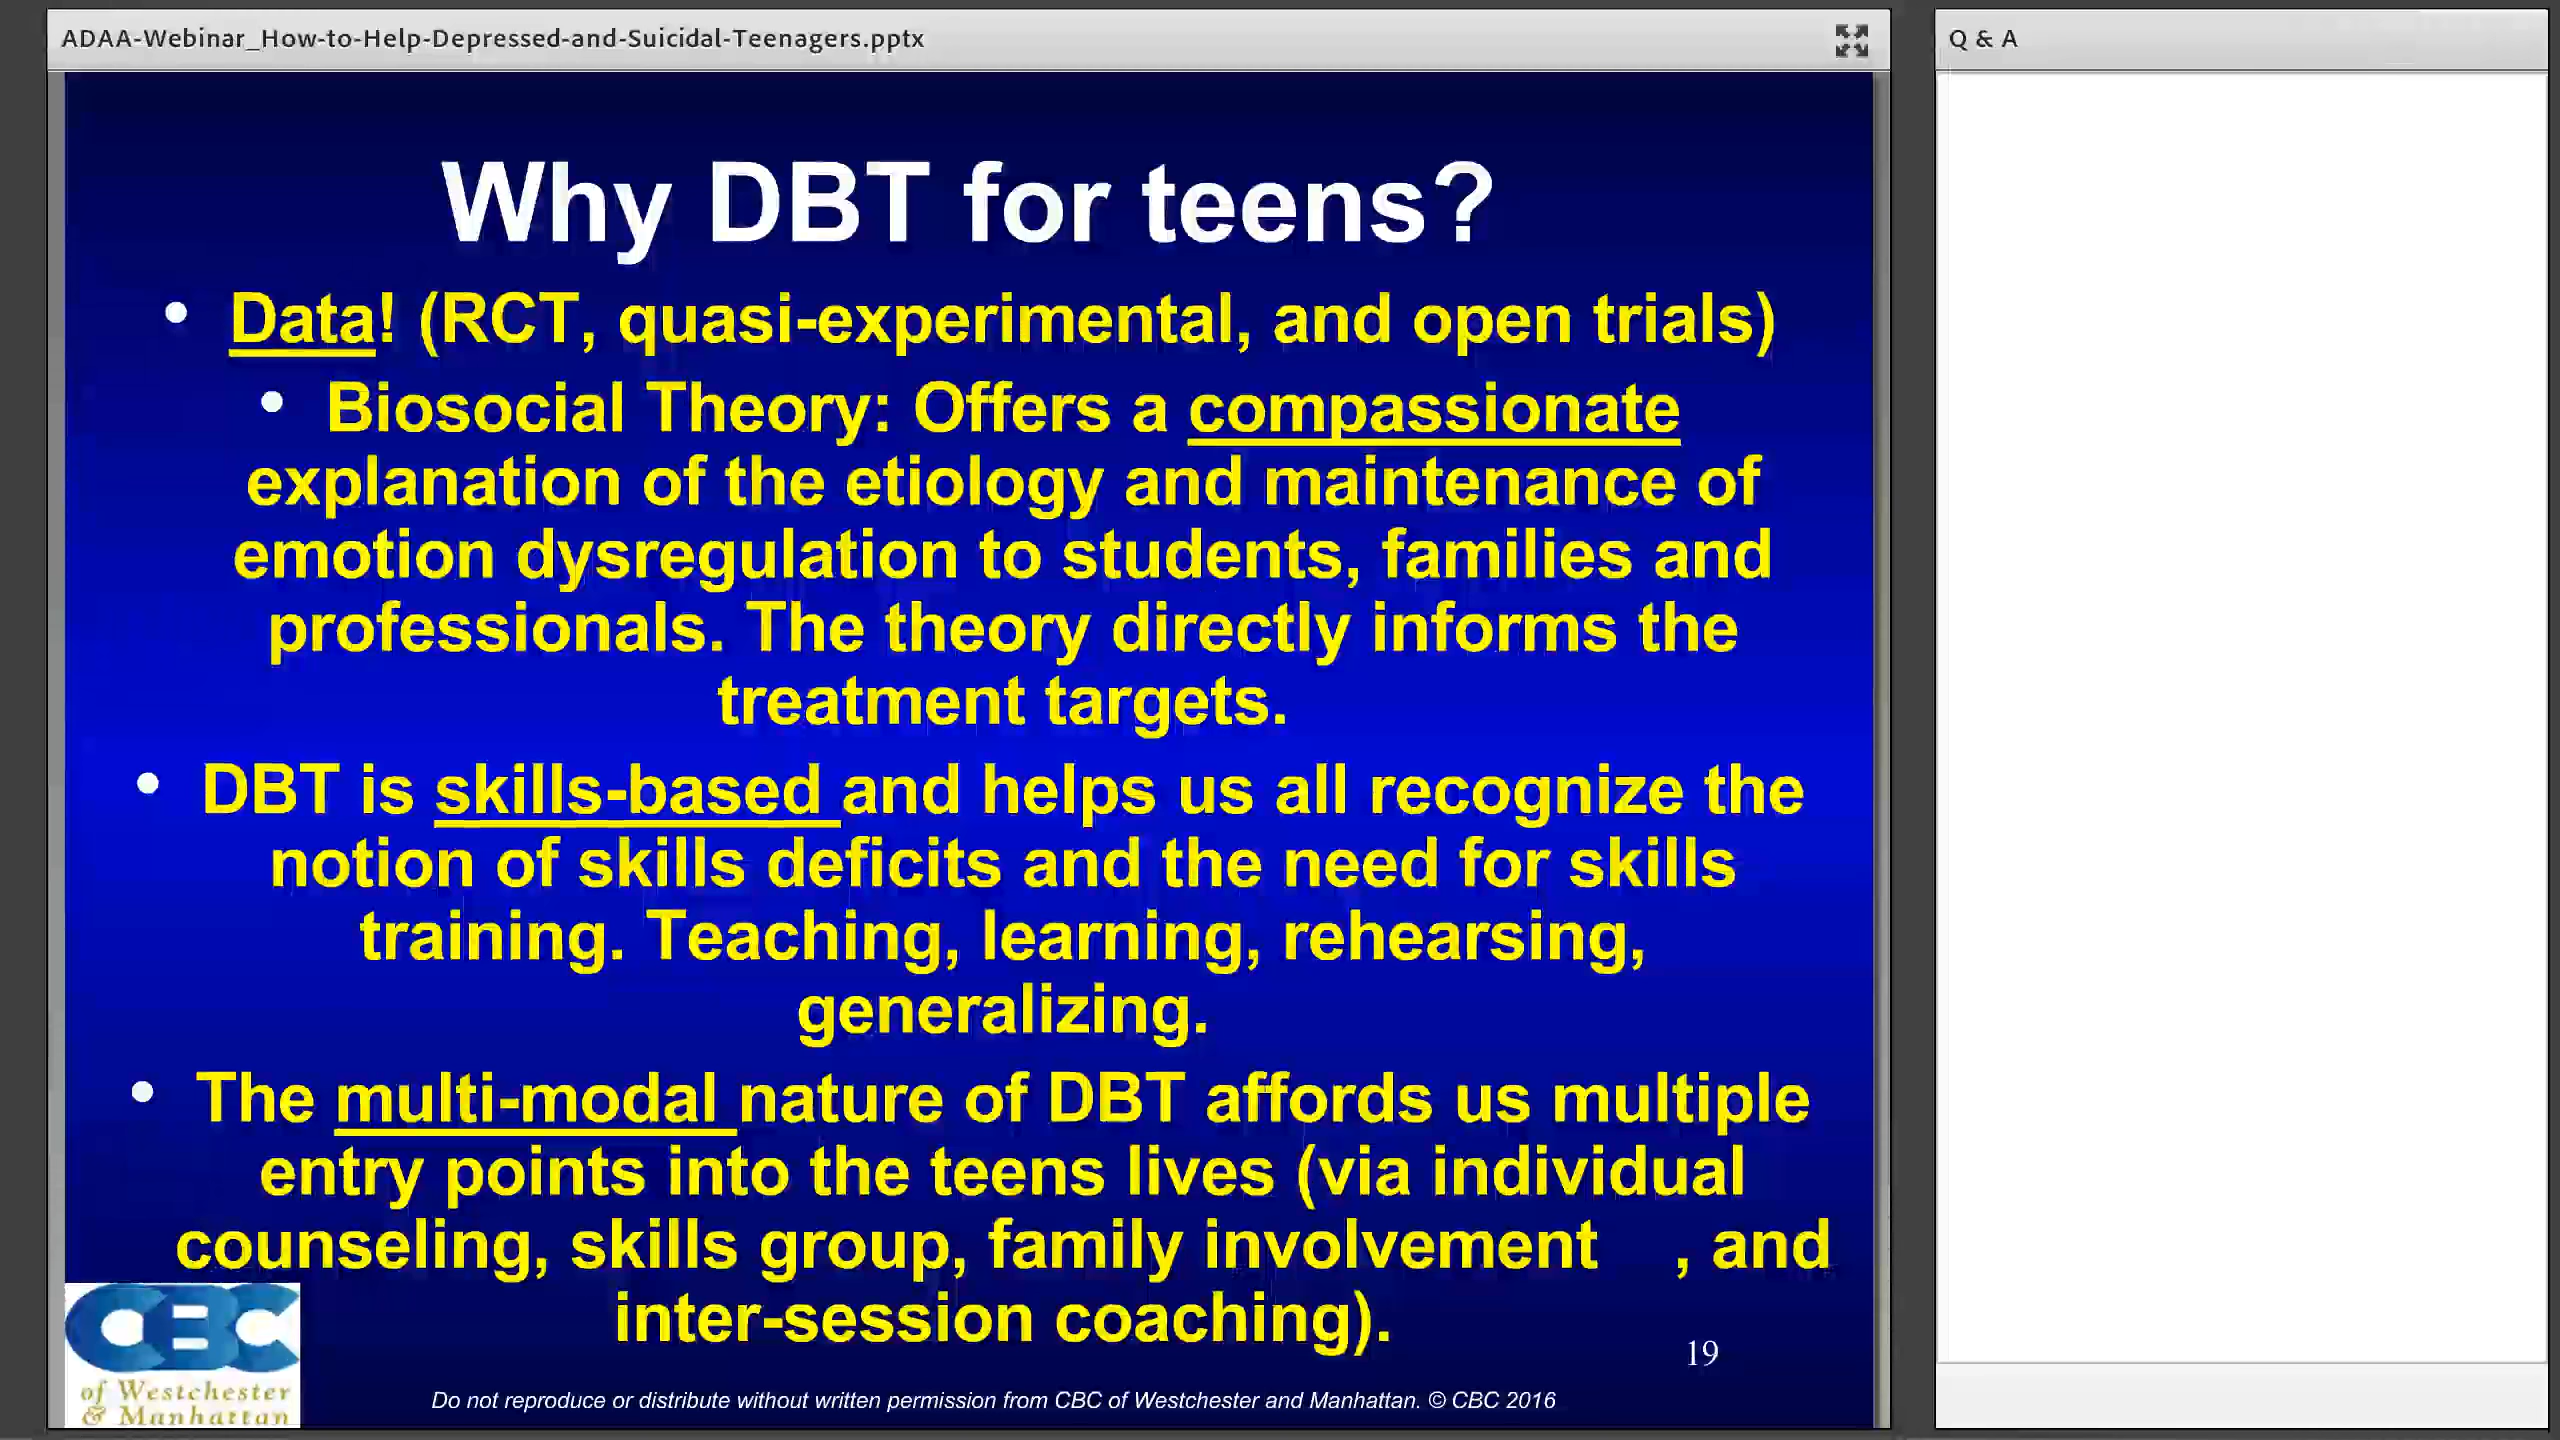 ADAA-Webinar_How-to-Help-Depressed-and-Suicidal-Teenagers.pptx
Q & A
Why DBT for teens?
• Data! (RCT, quasi-experimental, and open trials)
• Biosocial Theory: Offers a compassionate
explanation of the etiology and maintenance of
emotion dysregulation to students, families and
professionals. The theory directly informs the
treatment targets.
• DBT is skills-based and helps us all recognize the
notion of skills deficits and the need for skills
training. Teaching, learning, rehearsing,
generalizing.
• The multi-modal nature of DBT affords us multiple
entry points into the teens lives (via individual
counseling, skills group, family involvement , and
inter-session coaching).
19
CBC
of Westchester
& Manhattan
Do not reproduce or distribute without written permission from CBC of Westchester and Manhattan. © CBC 2016